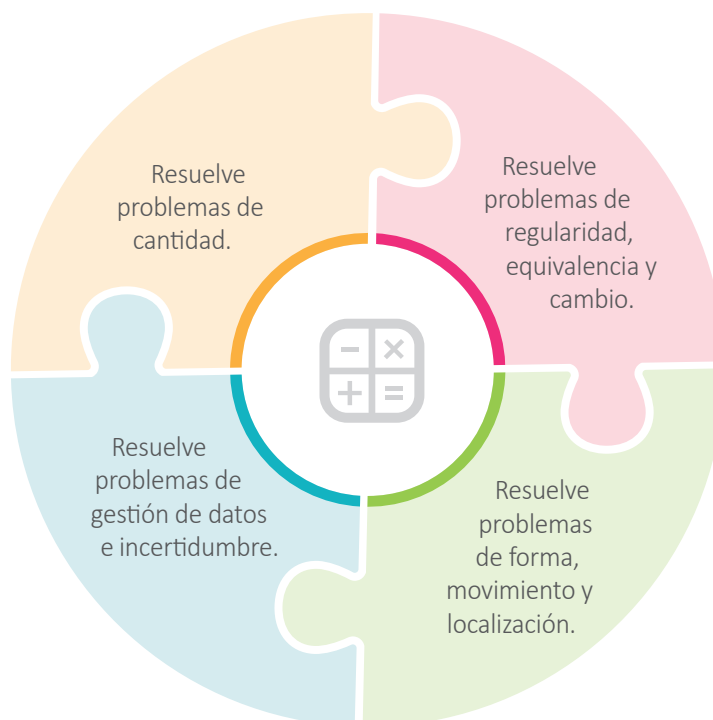 Resuelve
problemas de
cantidad.
Resuelve
problemas de
regularidad,
equivalencia y
cambio.
Resuelve
problemas de
gestión de datos
e incertidumbre.
Resuelve
problemas
de forma,
movimiento y
localización.